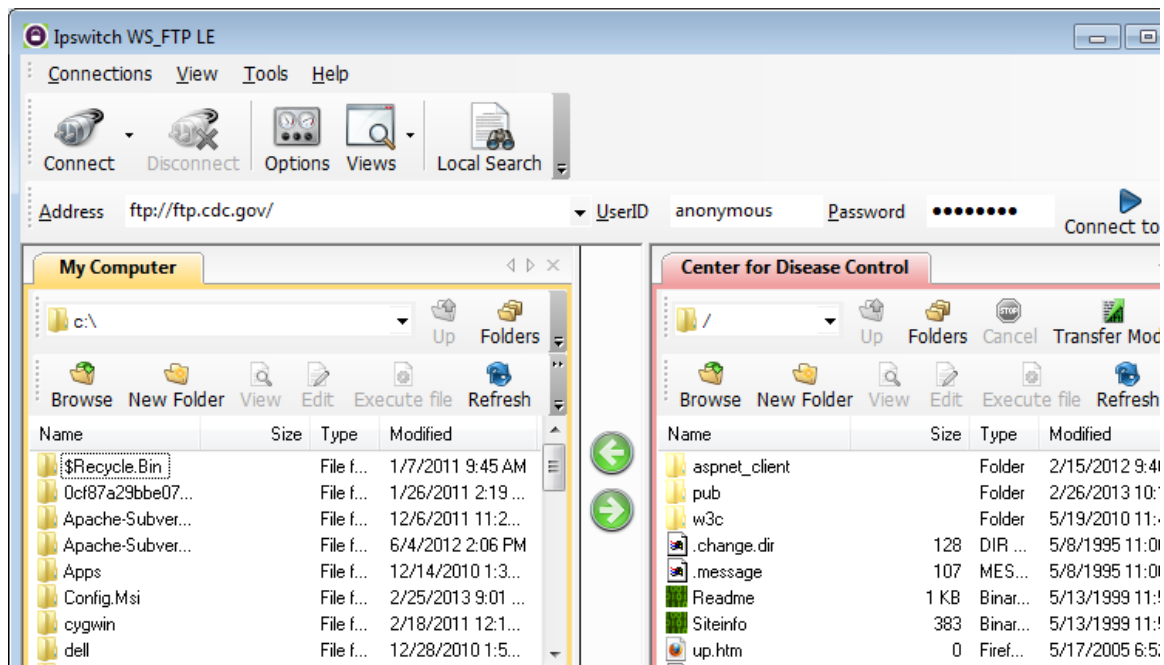 Ipswitch WS_FTP LE
Connections View Tools Help
Connect Disconnect Options Views Local Search
Address ftp://ftp.cdc.gov/ UserID anonymous Password ●●●●●●●● Connect to
My Computer
Center for Disease Control
c:\ Up Folders
/ Up Folders Cancel Transfer Mod
Browse New Folder View Edit Execute file Refresh
Browse New Folder View Edit Execute file Refresh
Name Size Type Modified
$Recycle.Bin File f... 1/7/2011 9:45 AM
0cf87a29bbe07... File f... 1/26/2011 2:19 ...
Apache-Subver... File f... 12/6/2011 11:2...
Apache-Subver... File f... 6/4/2012 2:06 PM
Apps File f... 12/14/2010 1:3...
Config.Msi File f... 2/25/2013 9:01 ...
cygwin File f... 2/18/2011 12:1...
dell File f... 12/28/2010 1:5...
Name Size Type Modified
aspnet_client Folder 2/15/2012 9:4
pub Folder 2/26/2013 10:
w3c Folder 5/19/2010 11:
.change.dir 128 DIR ... 5/8/1995 11:0
.message 107 MES... 5/8/1995 11:0
Readme 1 KB Binar... 5/13/1999 11:
Siteinfo 383 Binar... 5/13/1999 11:
up.htm 0 Firef... 5/17/2005 6:5